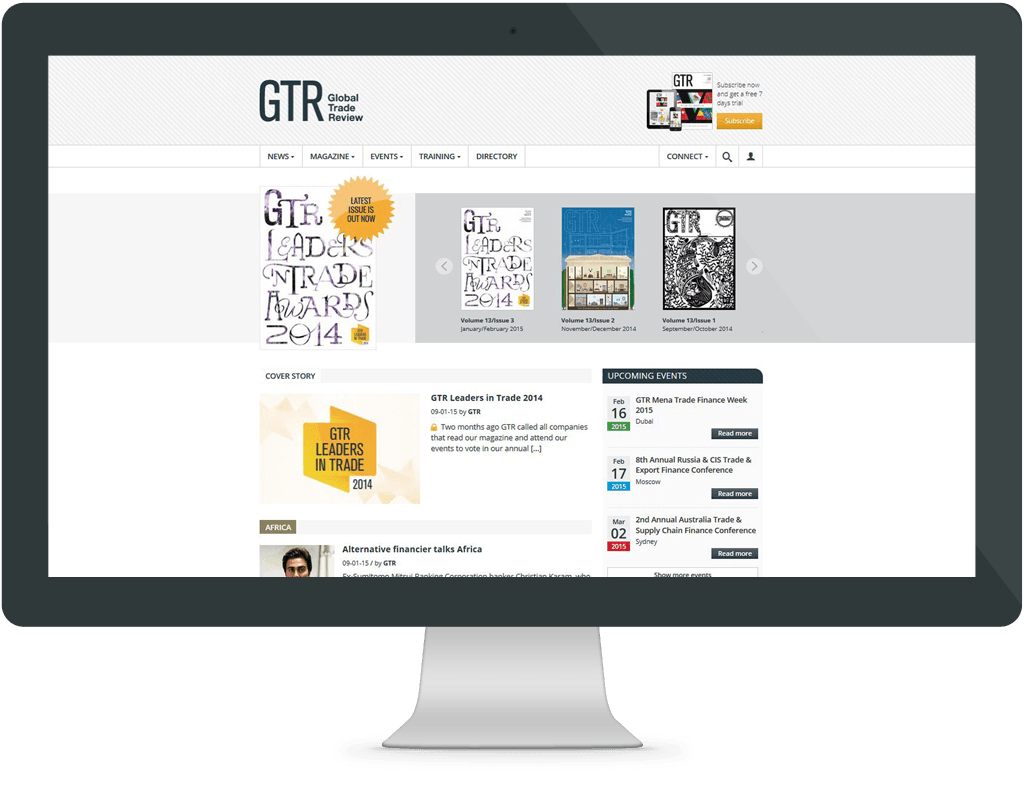 GTR Global
Trade
Review
GTR
Subscribe now
and get a free 7
days trial
Subscribe
NEWS
MAGAZINE
EVENTS
TRAINING
DIRECTORY
CONNECT
GTR
LEADERS
'N TRADE
AWARDS
2014
LATEST
ISSUE IS
OUT NOW
GTR
LEADERS
'N TRADE
AWARDS
2014
GTR
GTR
Volume 13/Issue 3
January/February 2015
Volume 13/Issue 2
November/December 2014
Volume 13/Issue 1
September/October 2014
COVER STORY
GTR
LEADERS
IN TRADE
2014
GTR Leaders in Trade 2014
09-01-15 by GTR
Two months ago GTR called all companies
that read our magazine and attend our
events to vote in our annual [...]
AFRICA
Alternative financier talks Africa
09-01-15 / by GTR
Ex-Sumitomo Mitsui Banking Corporation banker Christian Karam, who
UPCOMING EVENTS
Feb
16
2015
GTR Mena Trade Finance Week
2015
Dubai
Read more
Feb
17
2015
8th Annual Russia & CIS Trade &
Export Finance Conference
Moscow
Read more
Mar
02
2015
2nd Annual Australia Trade &
Supply Chain Finance Conference
Sydney
Read more
Show more events